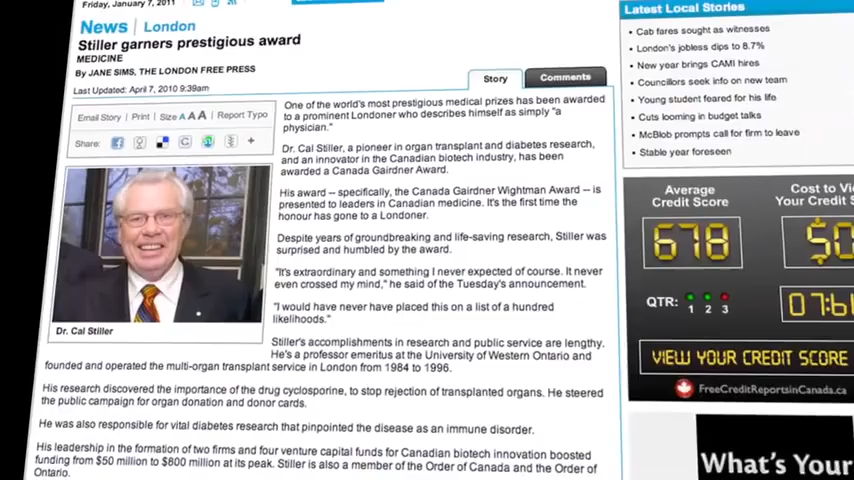 Friday, January 7, 2011
News | London
Stiller garners prestigious award
MEDICINE
By JANE SIMS, THE LONDON FREE PRESS
Last Updated: April 7, 2010 9:39am
Story
Comments
Email Story | Print | Size A A A | Report Typo
Share:
Dr. Cal Stiller
One of the world's most prestigious medical prizes has been awarded
to a prominent Londoner who describes himself as simply "a
physician."
Dr. Cal Stiller, a pioneer in organ transplant and diabetes research,
and an innovator in the Canadian biotech industry, has been
awarded a Canada Gairdner Award.
His award -- specifically, the Canada Gairdner Wightman Award -- is
presented to leaders in Canadian medicine. It's the first time the
honour has gone to a Londoner.
Despite years of groundbreaking and life-saving research, Stiller was
surprised and humbled by the award.
"It's extraordinary and something I never expected of course. It never
even crossed my mind," he said of the Tuesday's announcement.
"I would have never have placed this on a list of a hundred
likelihoods."
Stiller's accomplishments in research and public service are lengthy.
He's a professor emeritus at the University of Western Ontario and
founded and operated the multi-organ transplant service in London from 1984 to 1996.
His research discovered the importance of the drug cyclosporine, to stop rejection of transplanted organs. He steered
the public campaign for organ donation and donor cards.
He was also responsible for vital diabetes research that pinpointed the disease as an immune disorder.
His leadership in the formation of two firms and four venture capital funds for Canadian biotech innovation boosted
funding from $50 million to $800 million at its peak. Stiller is also a member of the Order of Canada and the Order of
Ontario.
Latest Local Stories
• Cab fares sought as witnesses
• London's jobless dips to 8.7%
• New year brings CAMI hires
• Councillors seek info on new team
• Young student feared for his life
• Cuts looming in budget talks
• McBlob prompts call for firm to leave
• Stable year foreseen
Average
Credit Score
678
Cost to Vi
Your Credit S
$0
QTR:
1 2 3
VIEW YOUR CREDIT SCORE
FreeCreditReportsinCanada.ca
What's Your